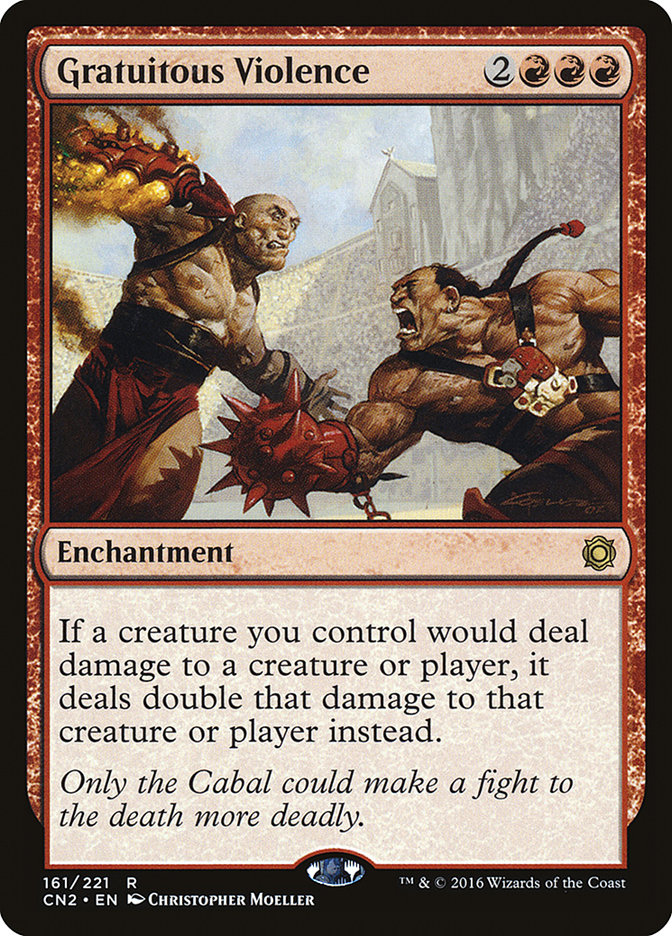 Gratuitous Violence 2
Enchantment
If a creature you control would deal
damage to a creature or player, it
deals double that damage to that
creature or player instead.
Only the Cabal could make a fight to
the death more deadly.
161/221 R
CN2 • EN Christopher Moeller
™ & © 2016 Wizards of the Coast